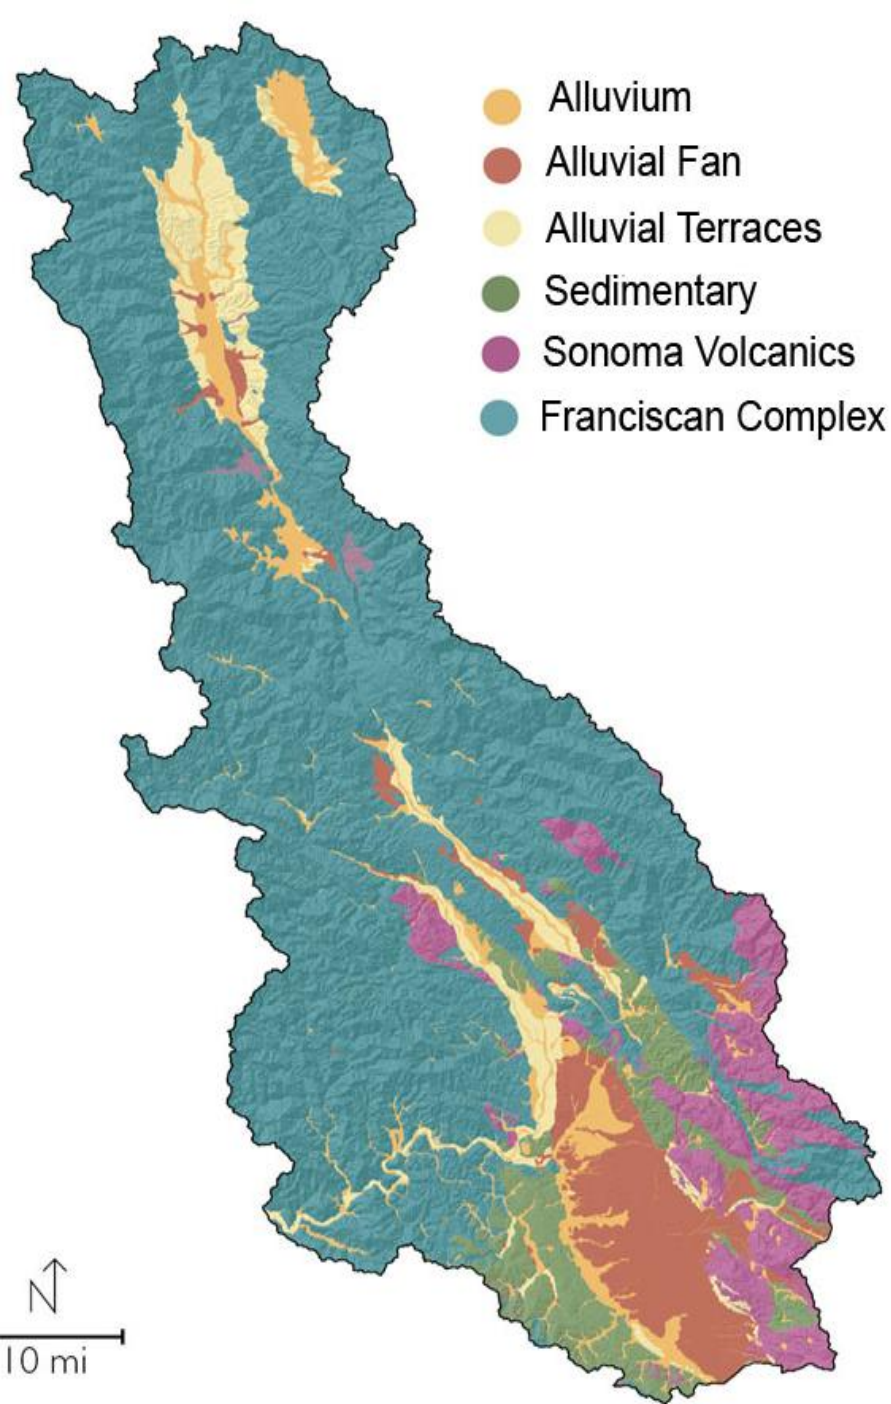 Alluvium
Alluvial Fan
Alluvial Terraces
Sedimentary
Sonoma Volcanics
Franciscan Complex
N
10 mi